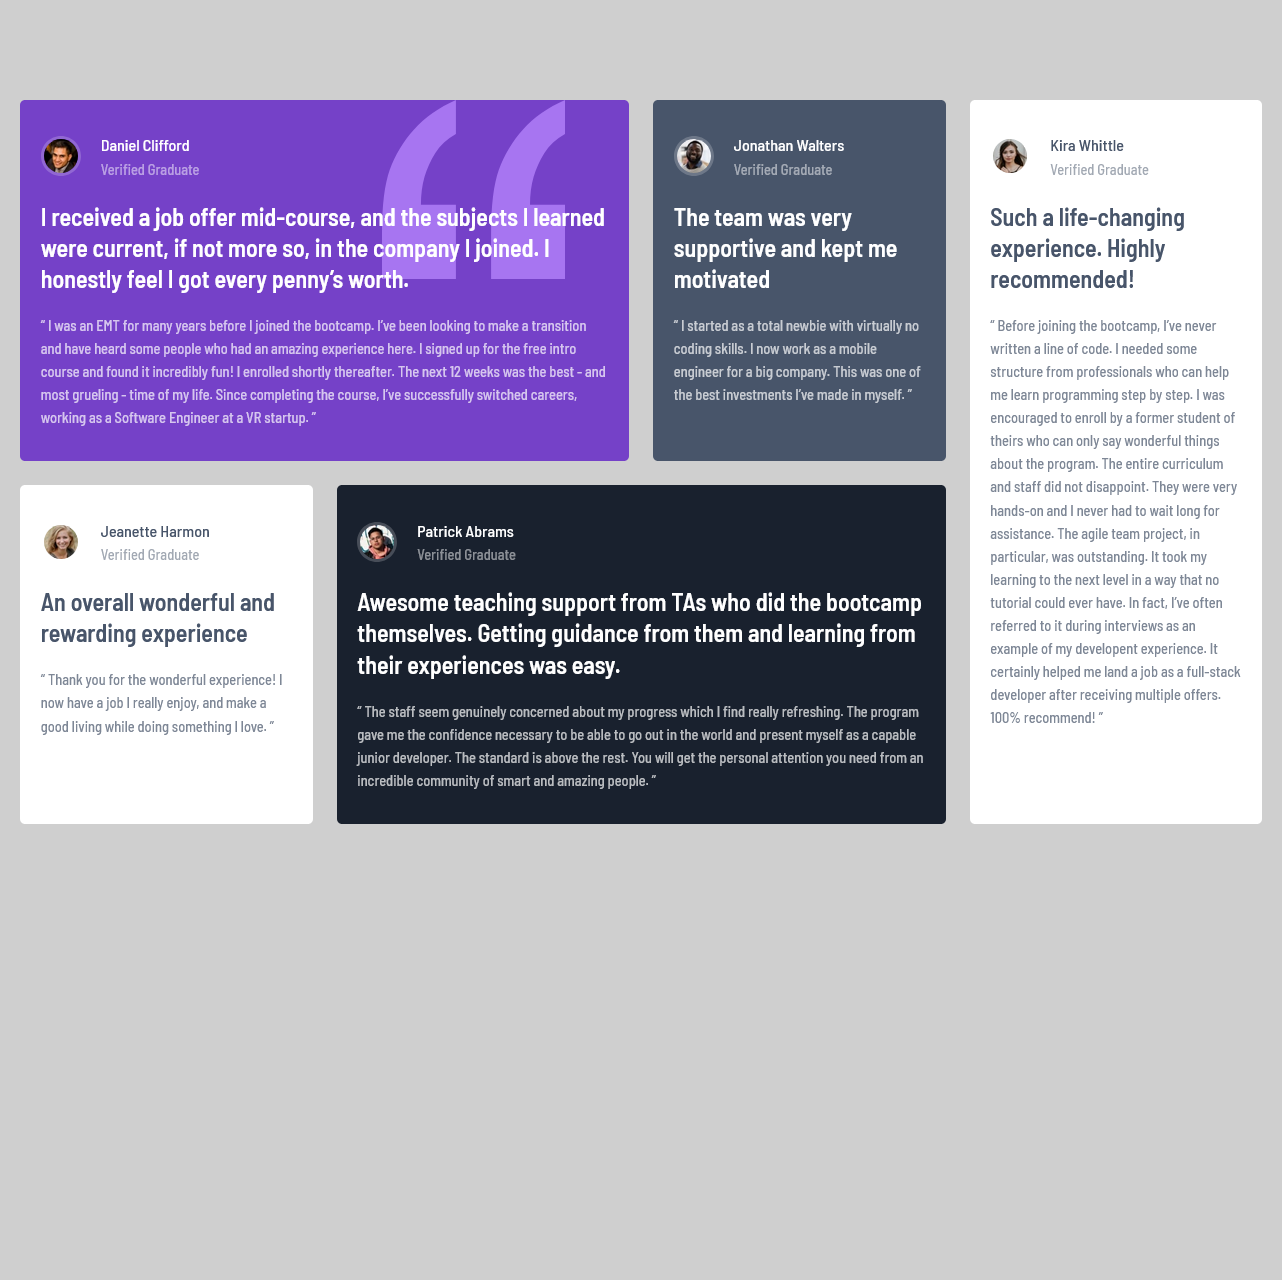 Daniel Clifford
Verified Graduate
I received a job offer mid-course, and the subjects I learned
were current, if not more so, in the company I joined. I
honestly feel I got every penny’s worth.
“ I was an EMT for many years before I joined the bootcamp. I’ve been looking to make a transition
and have heard some people who had an amazing experience here. I signed up for the free intro
course and found it incredibly fun! I enrolled shortly thereafter. The next 12 weeks was the best - and
most grueling - time of my life. Since completing the course, I’ve successfully switched careers,
working as a Software Engineer at a VR startup. ”
Jonathan Walters
Verified Graduate
The team was very
supportive and kept me
motivated
“ I started as a total newbie with virtually no
coding skills. I now work as a mobile
engineer for a big company. This was one of
the best investments I’ve made in myself. ”
Kira Whittle
Verified Graduate
Such a life-changing
experience. Highly
recommended!
“ Before joining the bootcamp, I’ve never
written a line of code. I needed some
structure from professionals who can help
me learn programming step by step. I was
encouraged to enroll by a former student of
theirs who can only say wonderful things
about the program. The entire curriculum
and staff did not disappoint. They were very
hands-on and I never had to wait long for
assistance. The agile team project, in
particular, was outstanding. It took my
learning to the next level in a way that no
tutorial could ever have. In fact, I’ve often
referred to it during interviews as an
example of my developent experience. It
certainly helped me land a job as a full-stack
developer after receiving multiple offers.
100% recommend! ”
Jeanette Harmon
Verified Graduate
An overall wonderful and
rewarding experience
“ Thank you for the wonderful experience! I
now have a job I really enjoy, and make a
good living while doing something I love. ”
Patrick Abrams
Verified Graduate
Awesome teaching support from TAs who did the bootcamp
themselves. Getting guidance from them and learning from
their experiences was easy.
“ The staff seem genuinely concerned about my progress which I find really refreshing. The program
gave me the confidence necessary to be able to go out in the world and present myself as a capable
junior developer. The standard is above the rest. You will get the personal attention you need from an
incredible community of smart and amazing people. ”